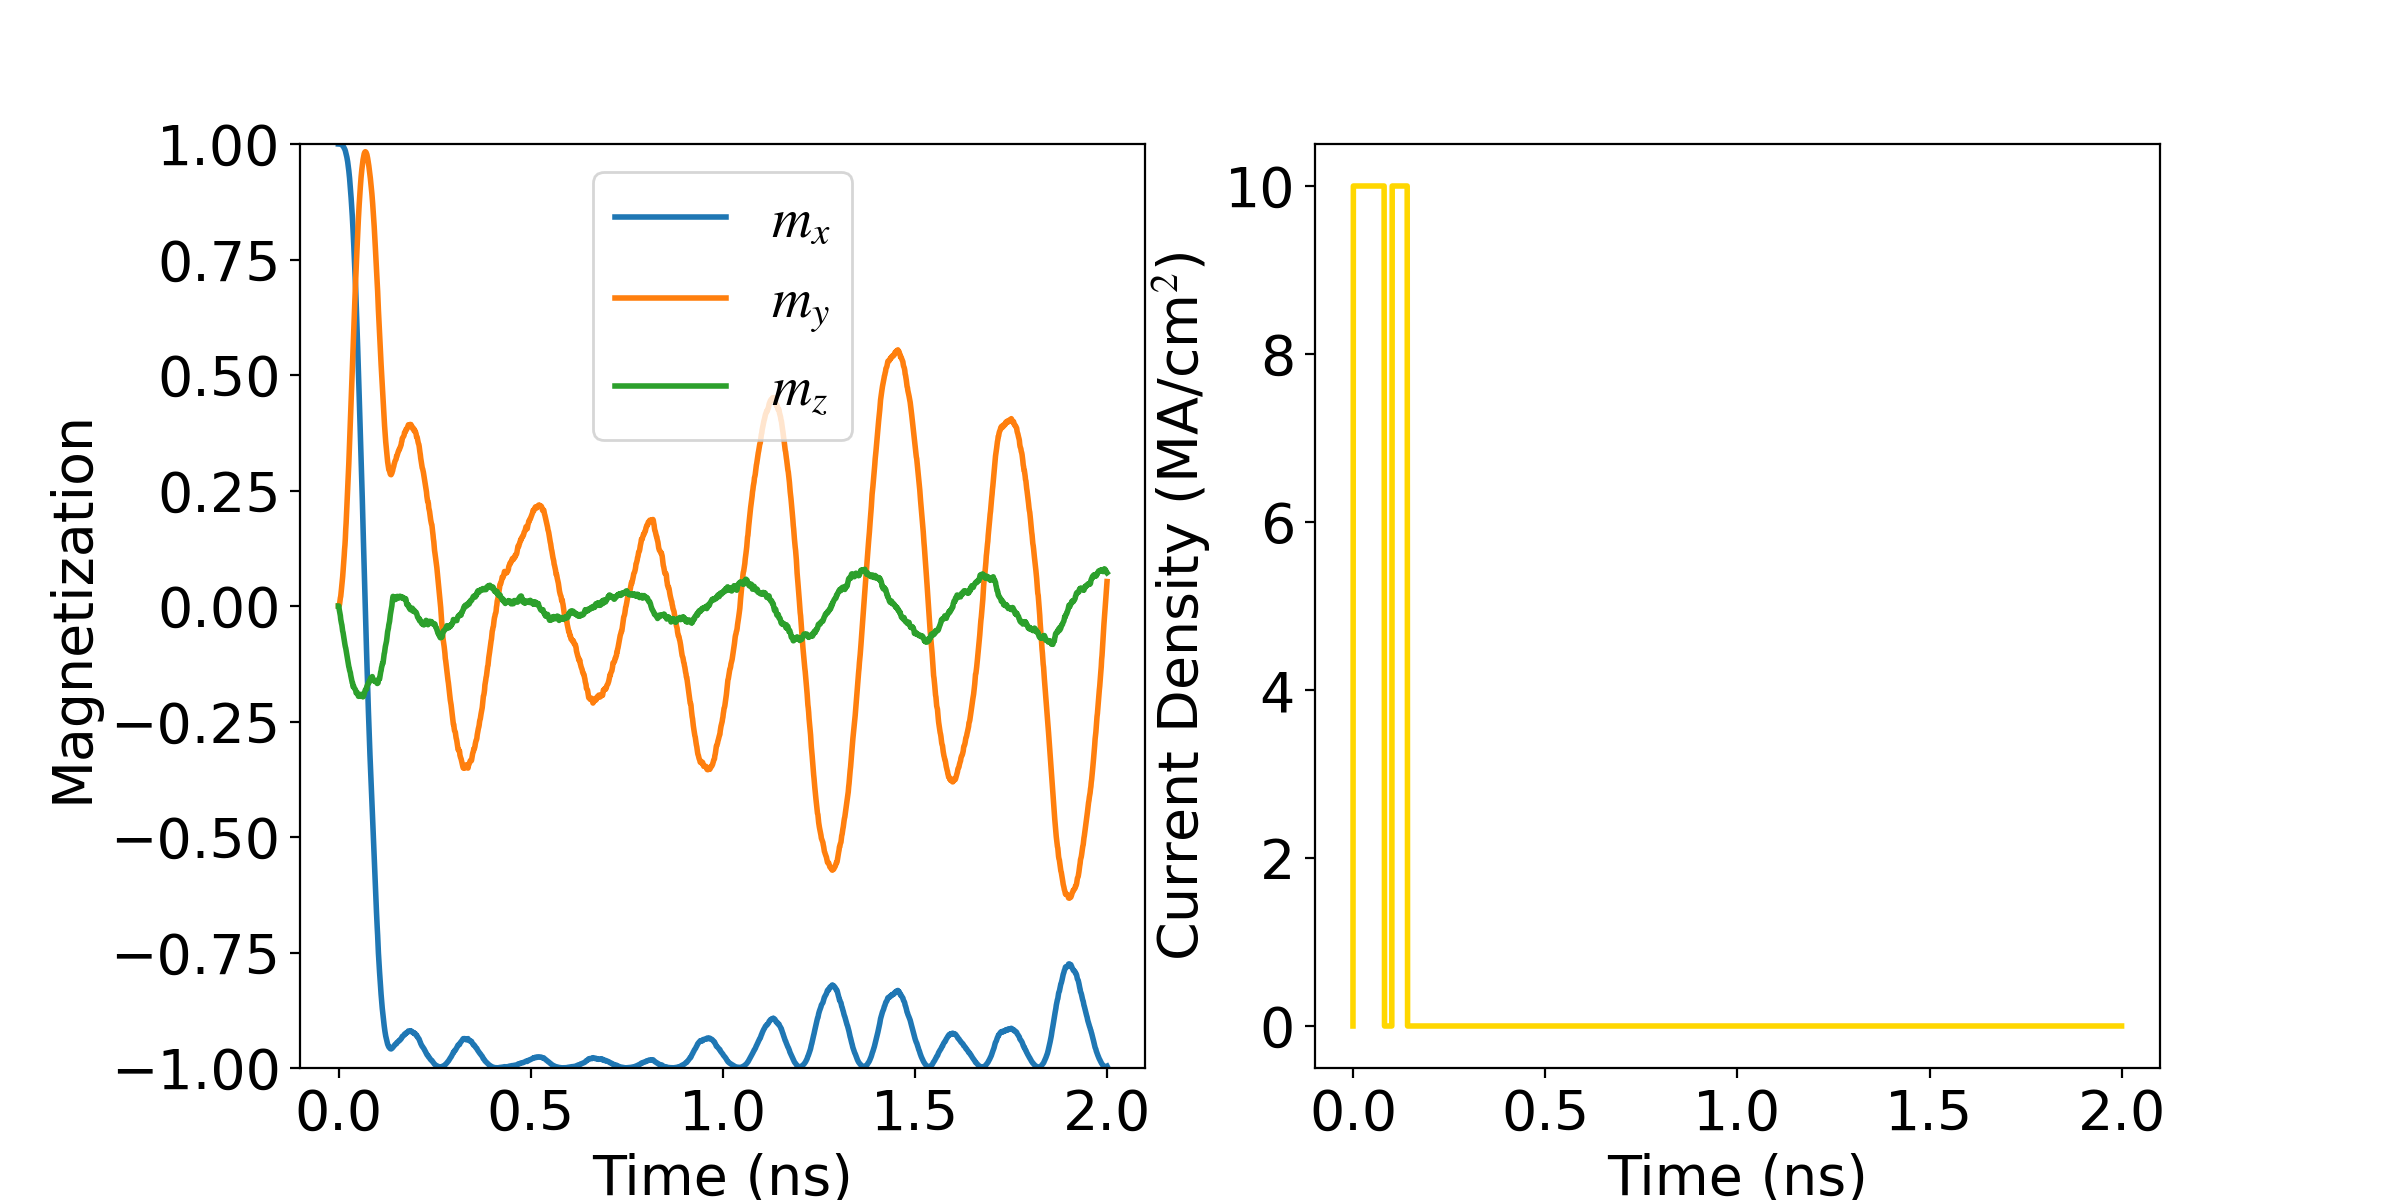 1.00
0.75
0.50
0.25
0.00
−0.25
−0.50
−0.75
−1.00
Magnetization
0.0 0.5 1.0 1.5 2.0
Time (ns)
m_x
m_y
m_z
10
8
6
4
2
0
Current Density (MA/cm²)
0.0 0.5 1.0 1.5 2.0
Time (ns)